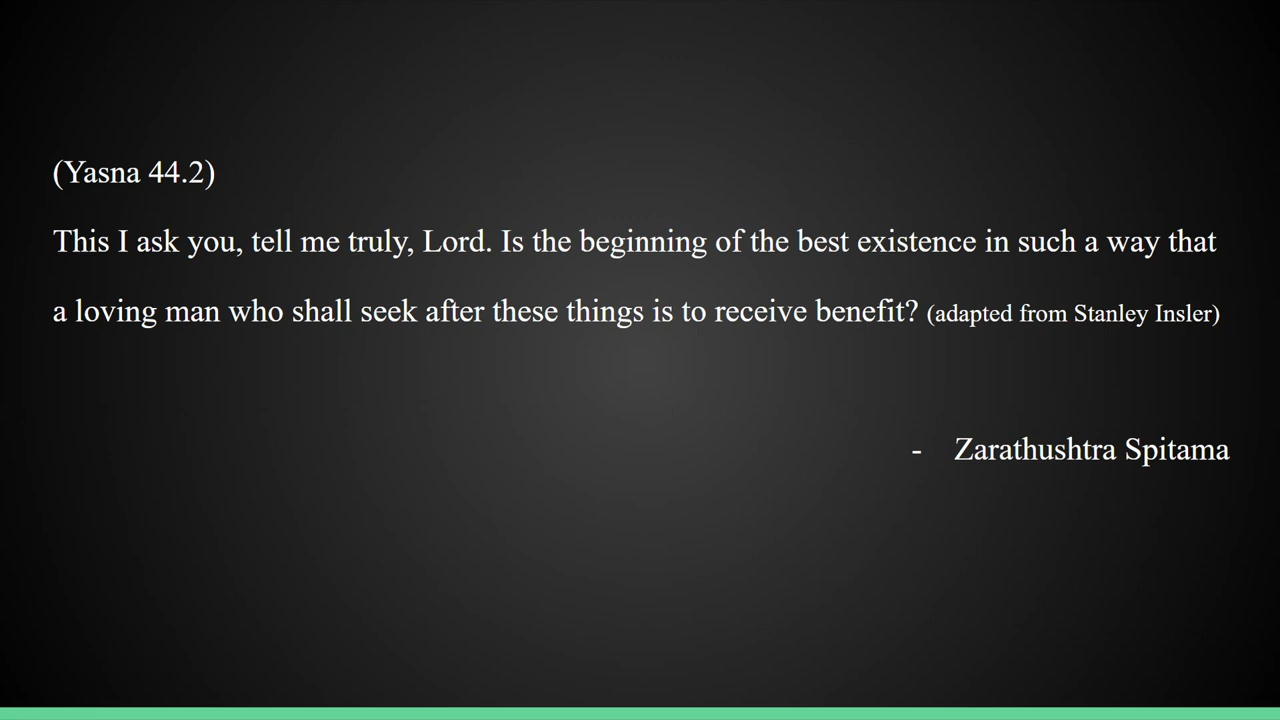 (Yasna 44.2)
This I ask you, tell me truly, Lord. Is the beginning of the best existence in such a way that
a loving man who shall seek after these things is to receive benefit? (adapted from Stanley Insler)
- Zarathushtra Spitama